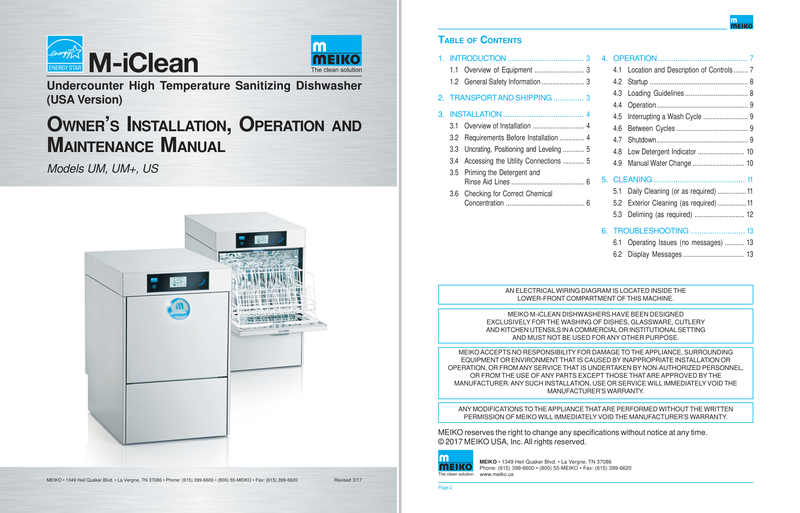 ENERGY STAR
M-iClean
MEIKO
The clean solution
Undercounter High Temperature Sanitizing Dishwasher
(USA Version)
OWNER'S INSTALLATION, OPERATION AND
MAINTENANCE MANUAL
Models UM, UM+, US
MEIKO • 1349 Heil Quaker Blvd. • La Vergne, TN 37086 • Phone: (615) 399-6600 • (800) 55-MEIKO • Fax: (615) 399-6620
Revised 3/17
MEIKO
TABLE OF CONTENTS
1. INTRODUCTION .................................. 3
1.1 Overview of Equipment ........................... 3
1.2 General Safety Information ....................... 3
2. TRANSPORT AND SHIPPING .............. 3
3. INSTALLATION .................................... 4
3.1 Overview of Installation ............................ 4
3.2 Requirements Before Installation ............. 4
3.3 Uncrating, Positioning and Leveling ............ 5
3.4 Accessing the Utility Connections ............ 5
3.5 Priming the Detergent and
Rinse Aid Lines ........................................ 6
3.6 Checking for Correct Chemical
Concentration ........................................... 6
4. OPERATION ........................................ 7
4.1 Location and Description of Controls ........ 7
4.2 Startup ..................................................... 8
4.3 Loading Guidelines .................................. 8
4.4 Operation ................................................. 9
4.5 Interrupting a Wash Cycle ........................ 9
4.6 Between Cycles ....................................... 9
4.7 Shutdown ................................................. 9
4.8 Low Detergent Indicator ......................... 10
4.9 Manual Water Change ............................ 10
5. CLEANING ......................................... 11
5.1 Daily Cleaning (or as required) ................ 11
5.2 Exterior Cleaning (as required) ................ 11
5.3 Deliming (as required) ........................... 12
6. TROUBLESHOOTING ......................... 13
6.1 Operating Issues (no messages) ........... 13
6.2 Display Messages ................................. 13
AN ELECTRICAL WIRING DIAGRAM IS LOCATED INSIDE THE
LOWER-FRONT COMPARTMENT OF THIS MACHINE.
MEIKO M-iCLEAN DISHWASHERS HAVE BEEN DESIGNED
EXCLUSIVELY FOR THE WASHING OF DISHES, GLASSWARE, CUTLERY
AND KITCHEN UTENSILS IN A COMMERCIAL OR INSTITUTIONAL SETTING
AND MUST NOT BE USED FOR ANY OTHER PURPOSE.
MEIKO ACCEPTS NO RESPONSIBILITY FOR DAMAGE TO THE APPLIANCE, SURROUNDING
EQUIPMENT OR ENVIRONMENT THAT IS CAUSED BY INAPPROPRIATE INSTALLATION OR
OPERATION, OR FROM ANY SERVICE THAT IS UNDERTAKEN BY NON-AUTHORIZED PERSONNEL,
OR FROM THE USE OF ANY PARTS EXCEPT THOSE THAT ARE APPROVED BY THE
MANUFACTURER. ANY SUCH INSTALLATION, USE OR SERVICE WILL IMMEDIATELY VOID THE
MANUFACTURER'S WARRANTY.
ANY MODIFICATIONS TO THE APPLIANCE THAT ARE PERFORMED WITHOUT THE WRITTEN
PERMISSION OF MEIKO WILL IMMEDIATELY VOID THE MANUFACTURER'S WARRANTY.
MEIKO reserves the right to change any specifications without notice at any time.
© 2017 MEIKO USA, Inc. All rights reserved.
MEIKO
The clean solution
MEIKO • 1349 Heil Quaker Blvd. • La Vergne, TN 37086
Phone: (615) 399-6600 • (800) 55-MEIKO • Fax: (615) 399-6620
www.meiko.us
Page 2